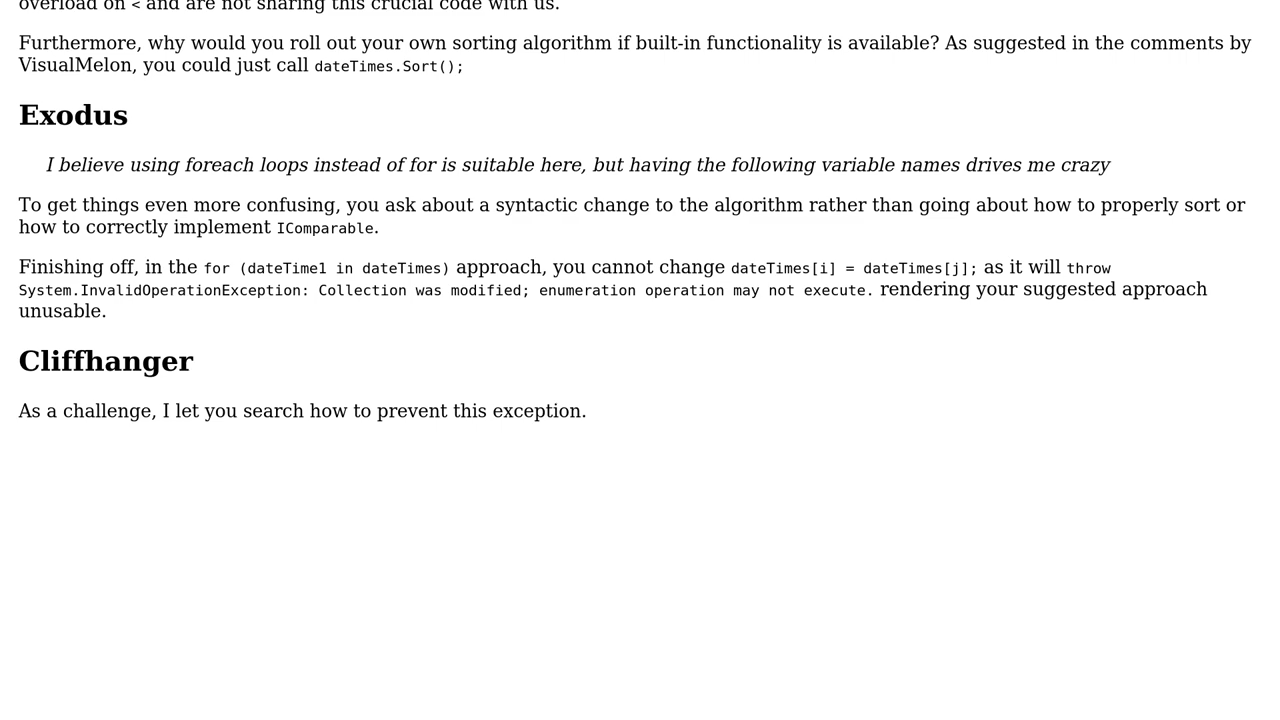 overload on < and are not sharing this crucial code with us.
Furthermore, why would you roll out your own sorting algorithm if built-in functionality is available? As suggested in the comments by
VisualMelon, you could just call dateTimes.Sort();
Exodus
I believe using foreach loops instead of for is suitable here, but having the following variable names drives me crazy
To get things even more confusing, you ask about a syntactic change to the algorithm rather than going about how to properly sort or
how to correctly implement IComparable.
Finishing off, in the for (dateTime1 in dateTimes) approach, you cannot change dateTimes[i] = dateTimes[j]; as it will throw
System.InvalidOperationException: Collection was modified; enumeration operation may not execute. rendering your suggested approach
unusable.
Cliffhanger
As a challenge, I let you search how to prevent this exception.